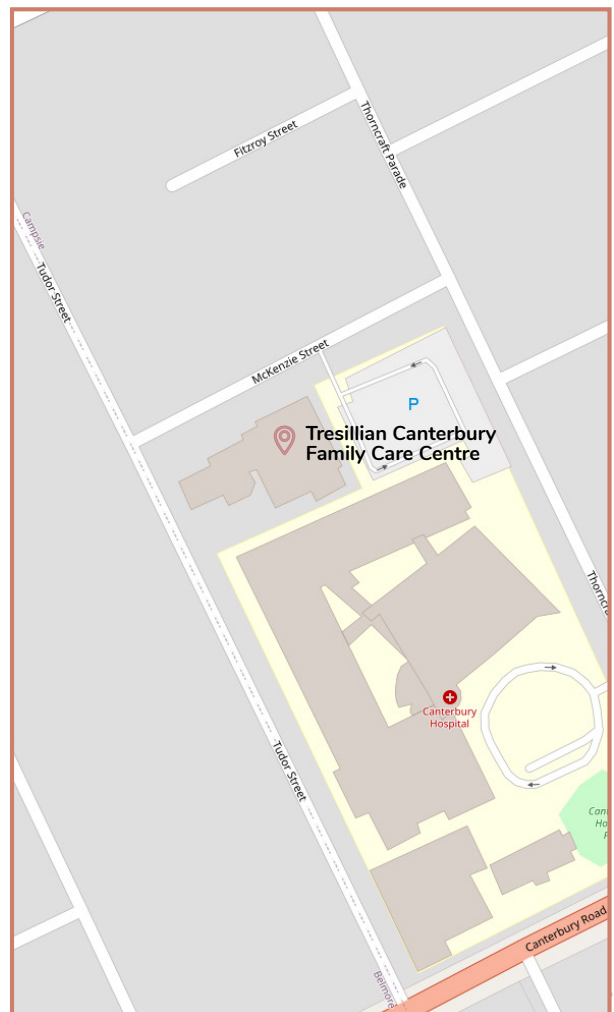 Fitzroy Street
Thorncraft Parade
Campsie
Tudor Street
McKenzie Street
P
Tresillian Canterbury
Family Care Centre
Canterbury
Hospital
Tudor Street
Canterbury Road
Belmore